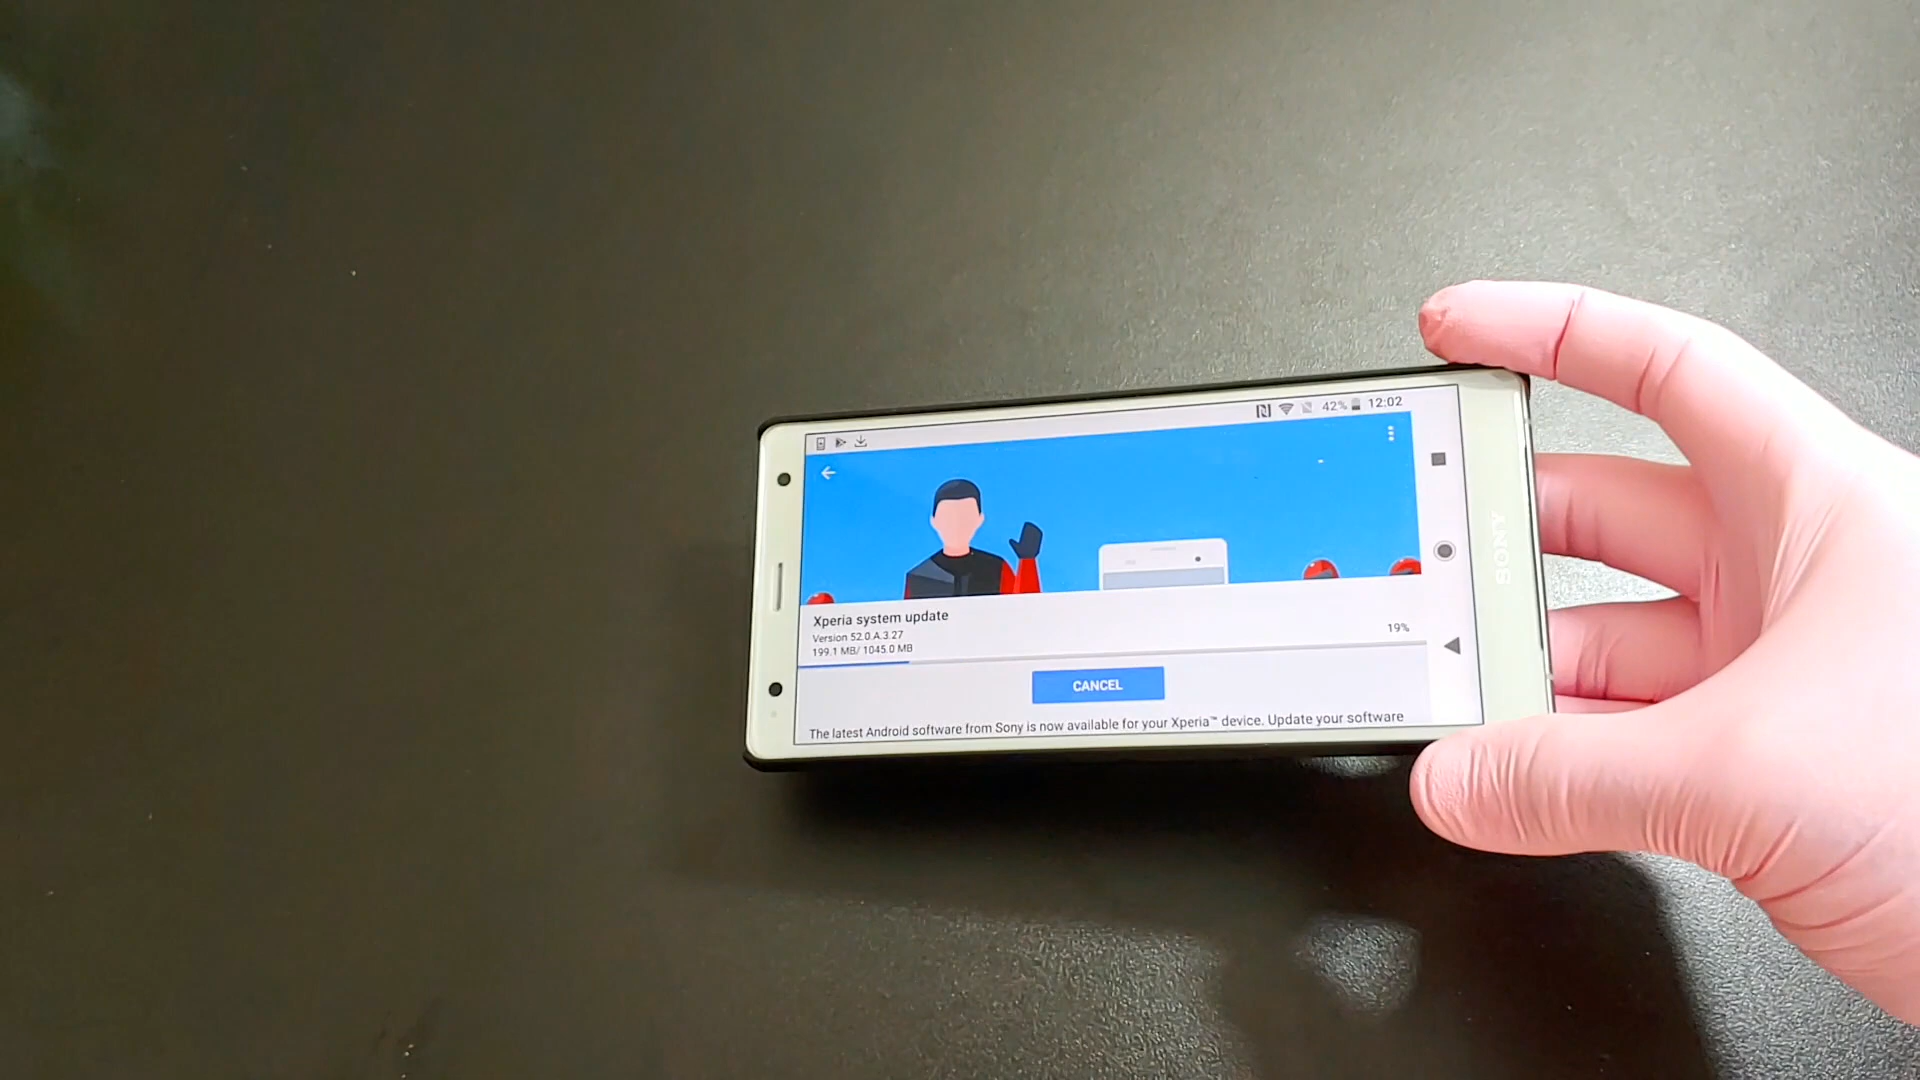 42% 12:02
Xperia system update
Version 52.0.A.3.27
199.1 MB/ 1045.0 MB
19%
CANCEL
The latest Android software from Sony is now available for your Xperia™ device. Update your software
SONY